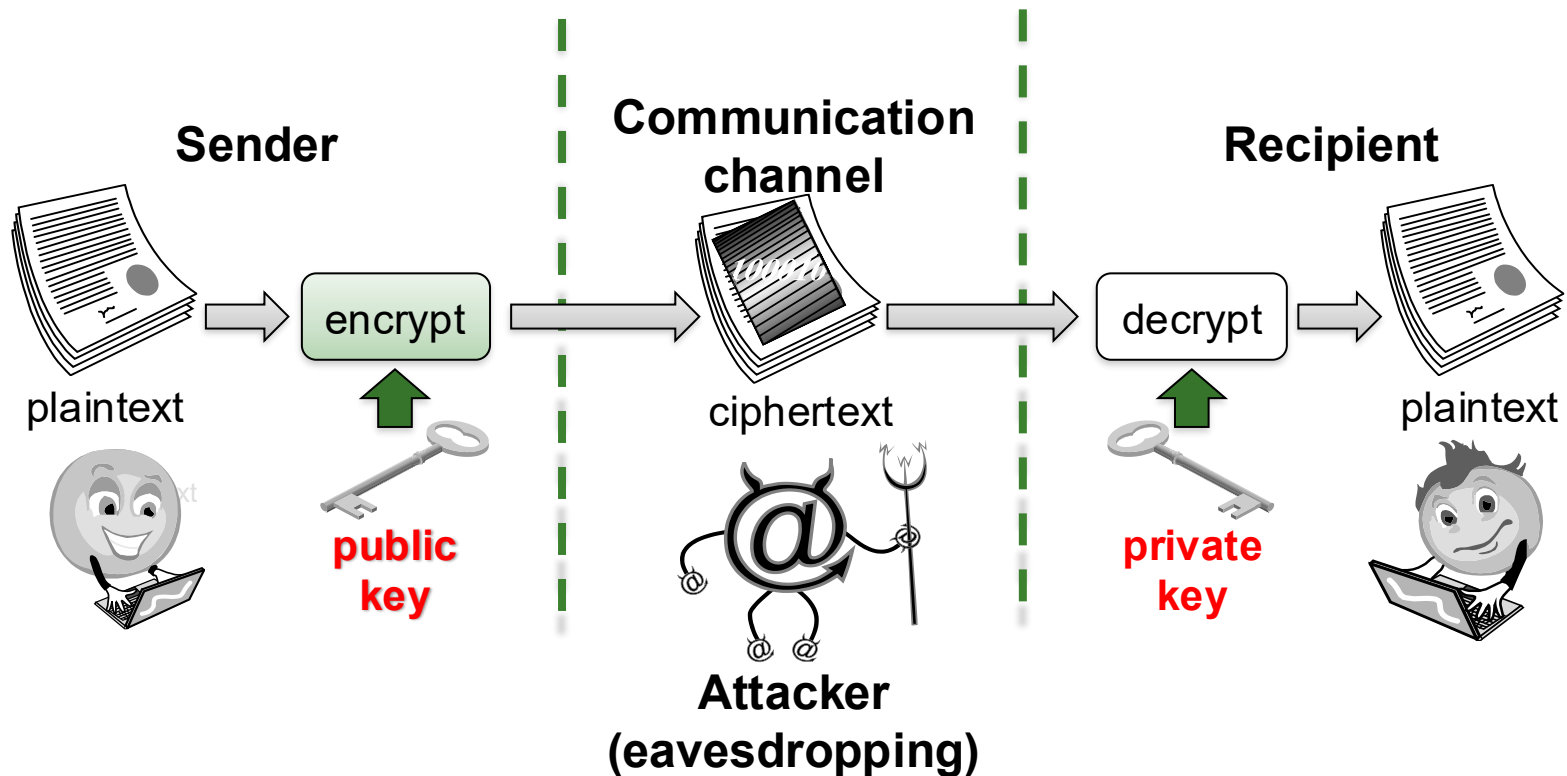 Sender
Communication
channel
Recipient
encrypt
decrypt
plaintext
ciphertext
plaintext
public
key
@
private
key
Attacker
(eavesdropping)